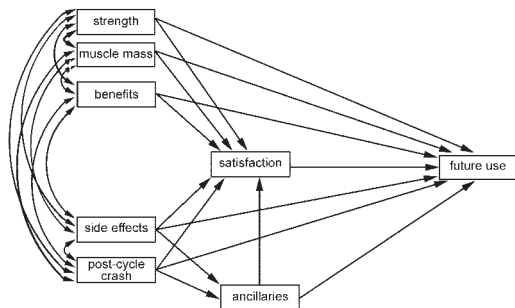 strength
muscle mass
benefits
satisfaction
future use
side effects
post-cycle
crash
ancillaries